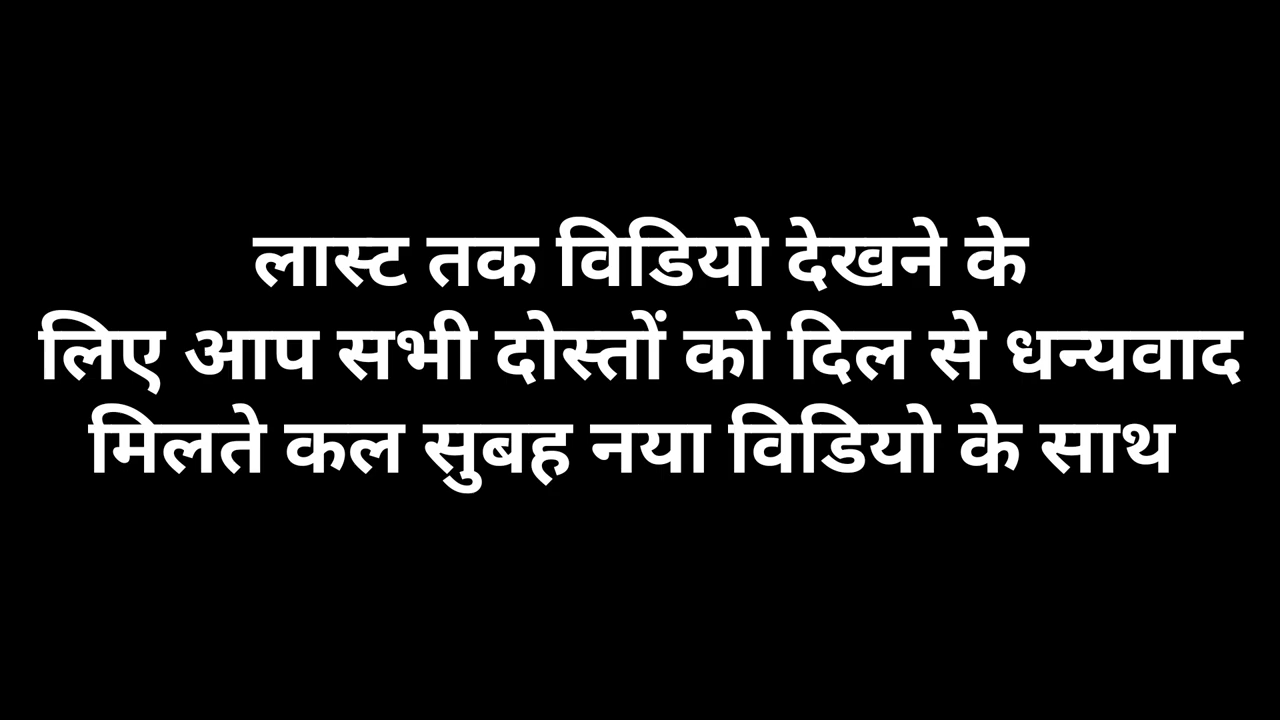 लास्ट तक विडियो देखने के
लिए आप सभी दोस्तों को दिल से धन्यवाद
मिलते कल सुबह नया विडियो के साथ